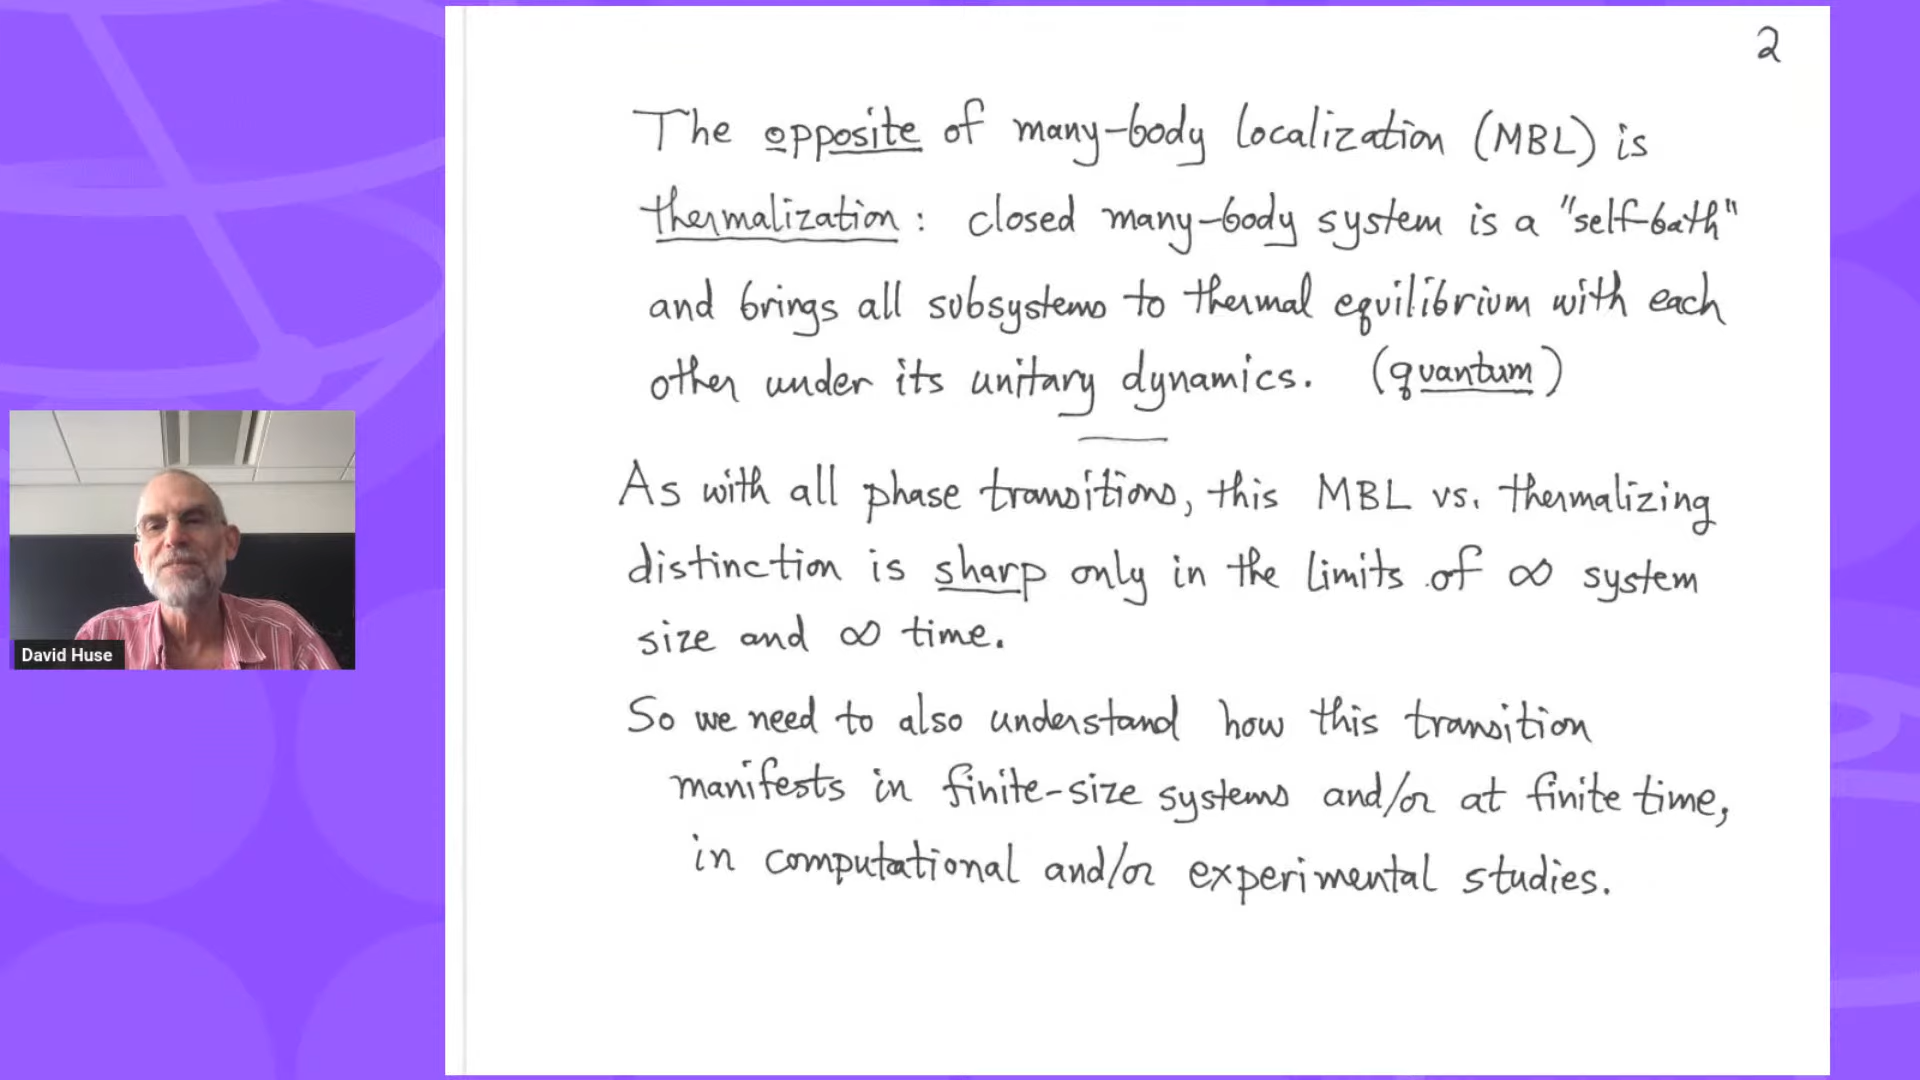 2
The opposite of many-body localization (MBL) is
thermalization: closed many-body system is a "self-bath"
and brings all subsystems to thermal equilibrium with each
other under its unitary dynamics. (quantum)
As with all phase transitions, this MBL vs. thermalizing
distinction is sharp only in the limits of ∞ system
size and ∞ time.
So we need to also understand how this transition
manifests in finite-size systems and/or at finite time,
in computational and/or experimental studies.
David Huse